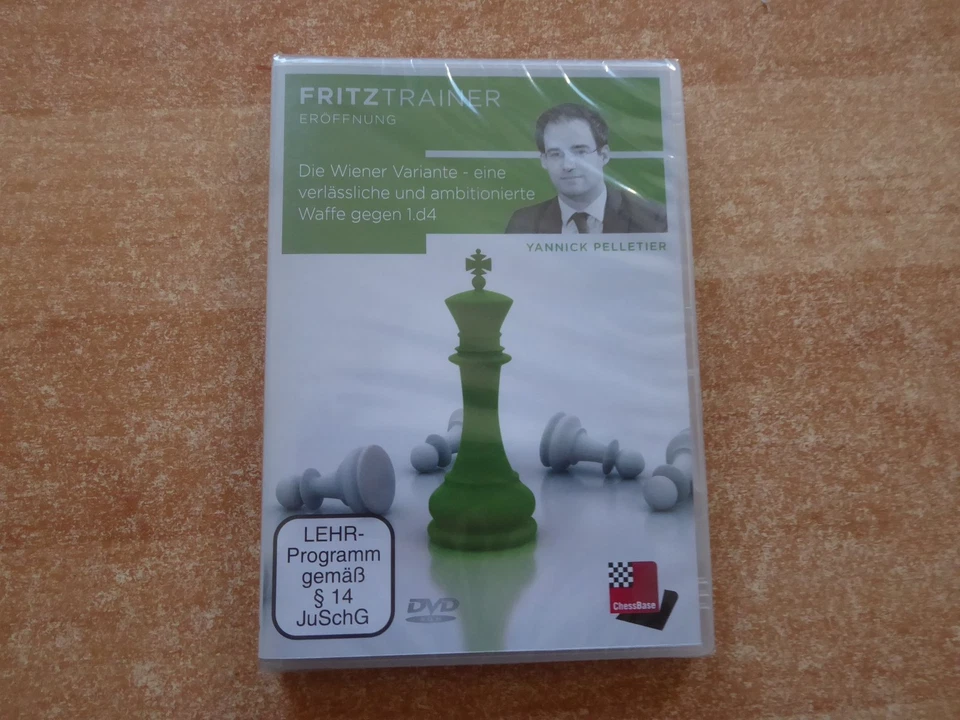 FRITZTRAINER
ERÖFFNUNG
Die Wiener Variante - eine
verlässliche und ambitionierte
Waffe gegen 1.d4
YANNICK PELLETIER
LEHR-
Programm
gemäß
§ 14
JuSchG
DVD
ChessBase